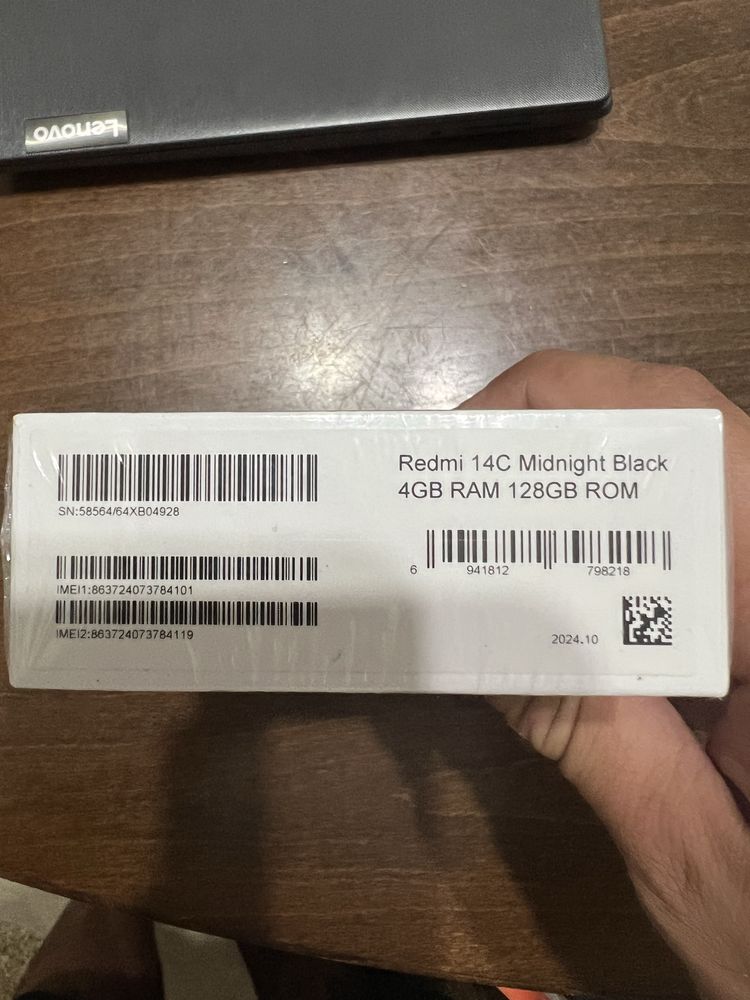 Lenovo
SN:58564/64XB04928
IMEI1:863724073784101
IMEI2:863724073784119
Redmi 14C Midnight Black
4GB RAM 128GB ROM
6 941812 798218
2024.10